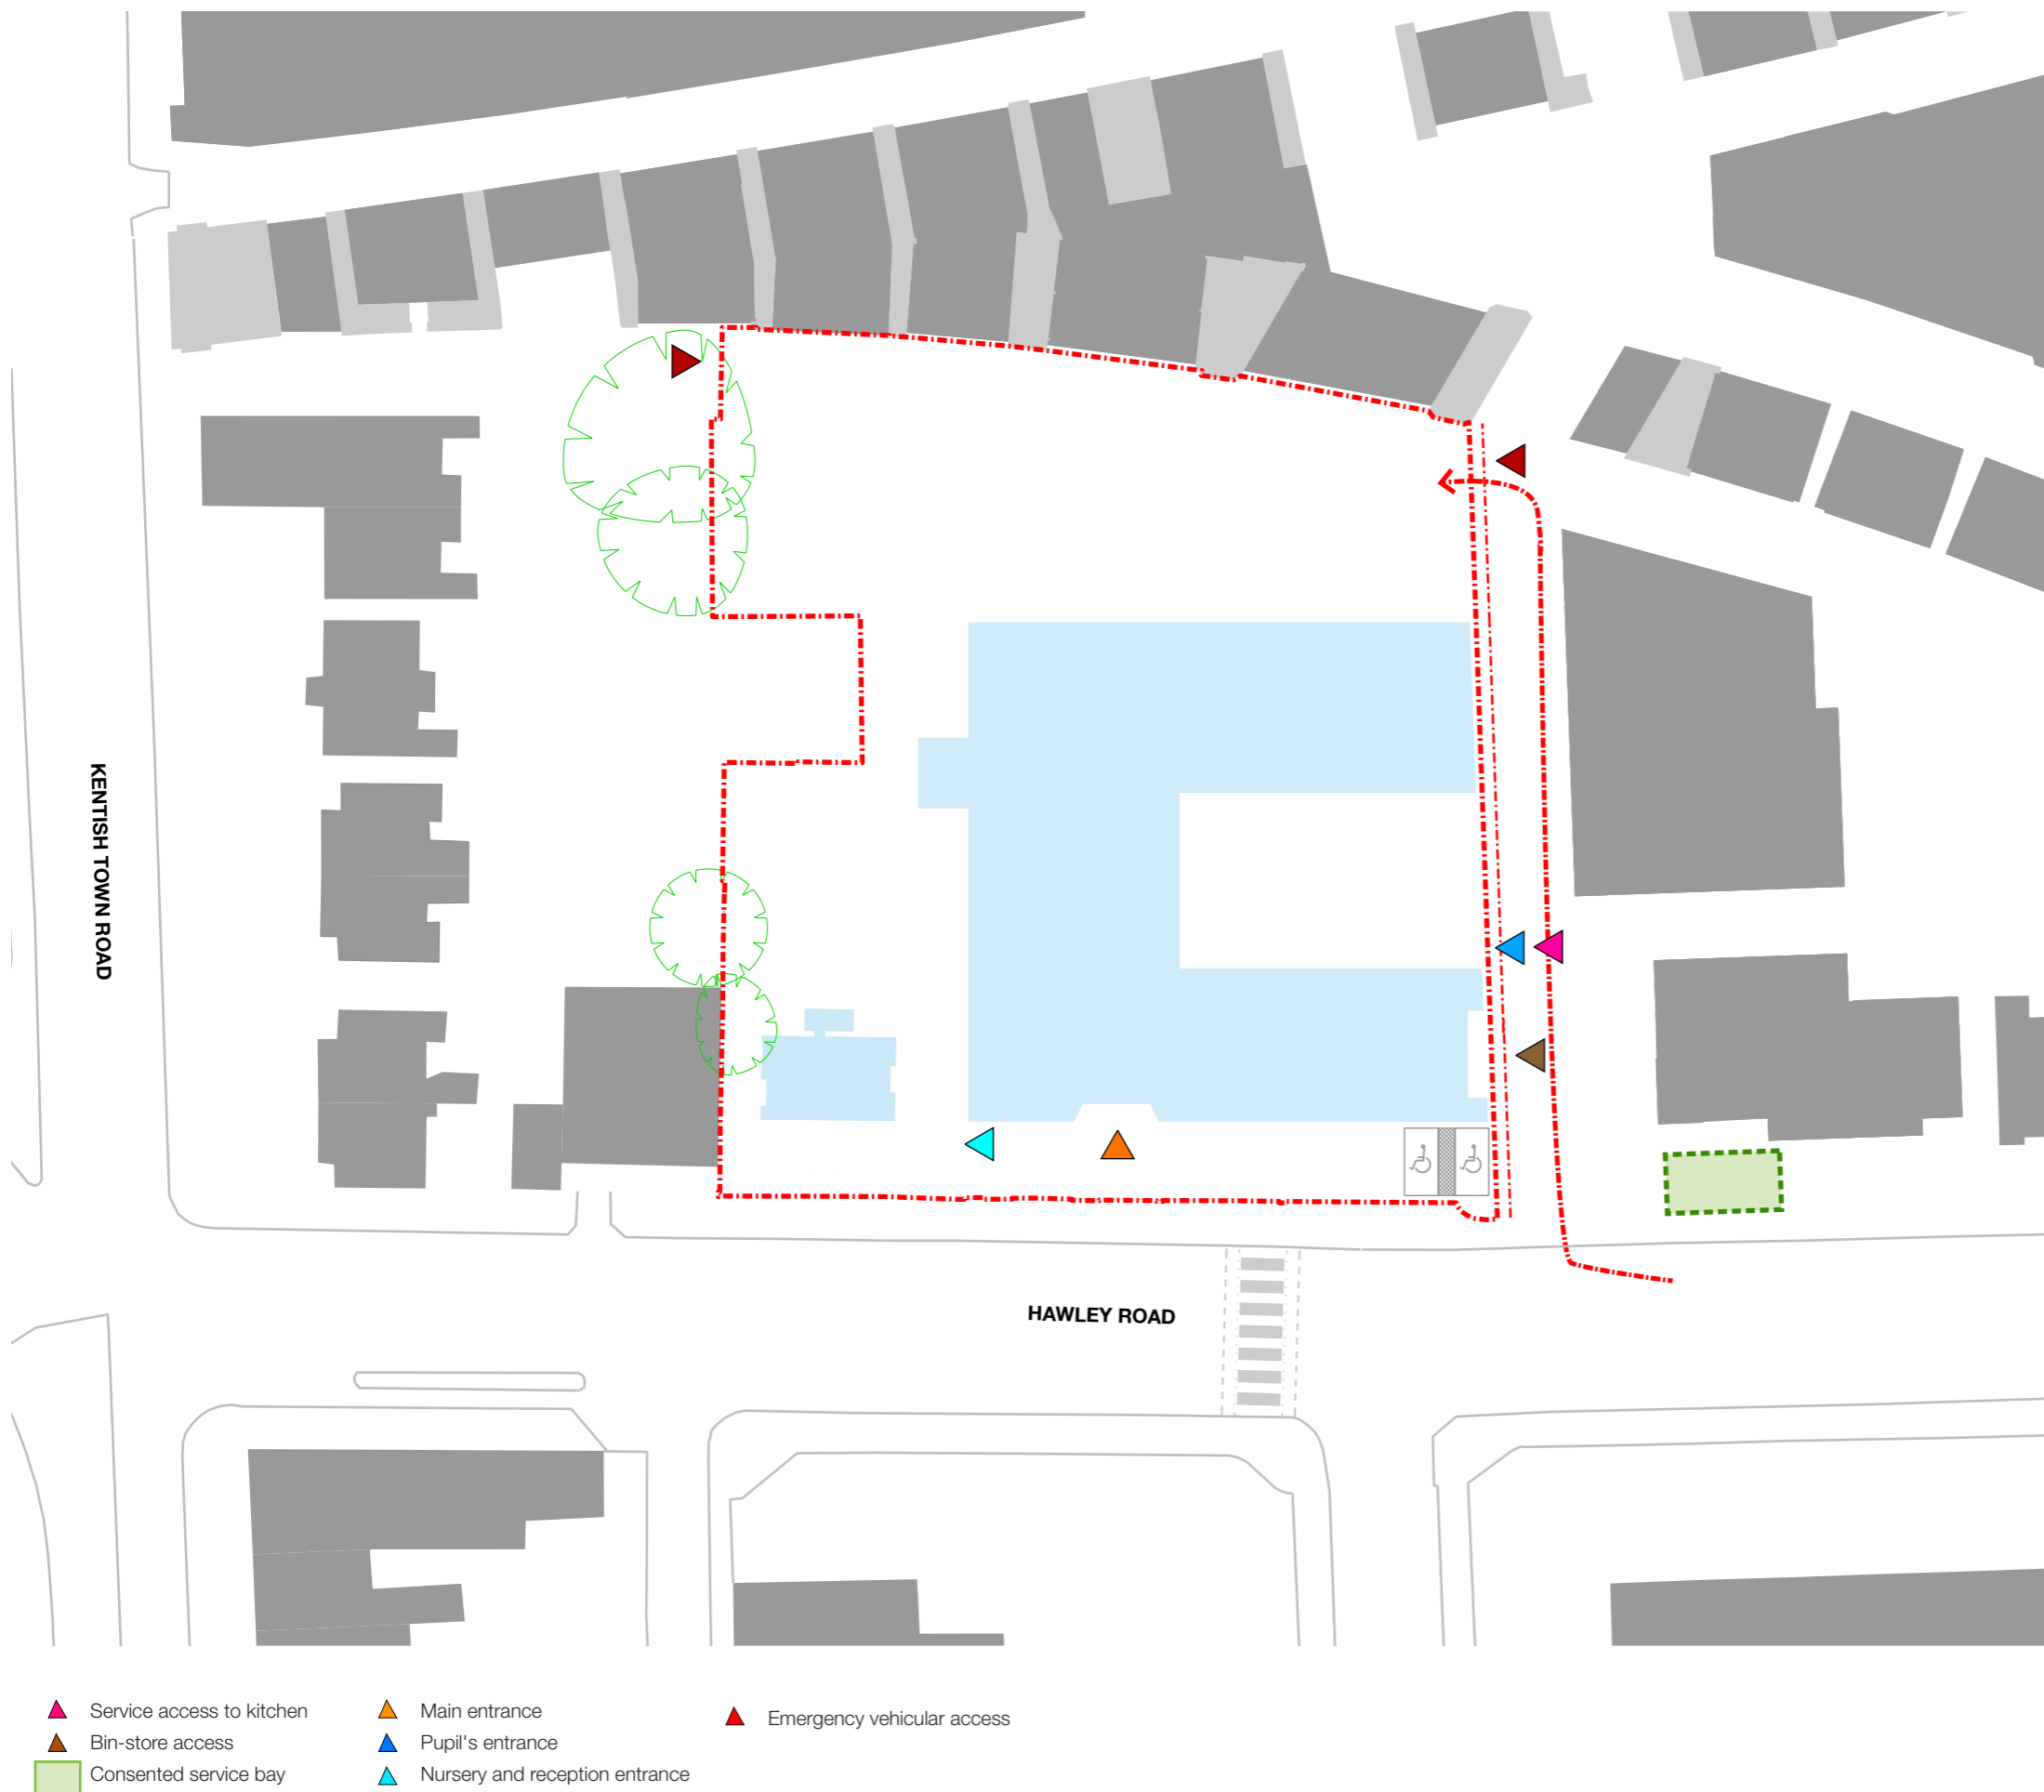 KENTISH TOWN ROAD
HAWLEY ROAD
Service access to kitchen
Bin-store access
Consented service bay
Main entrance
Pupil's entrance
Nursery and reception entrance
Emergency vehicular access